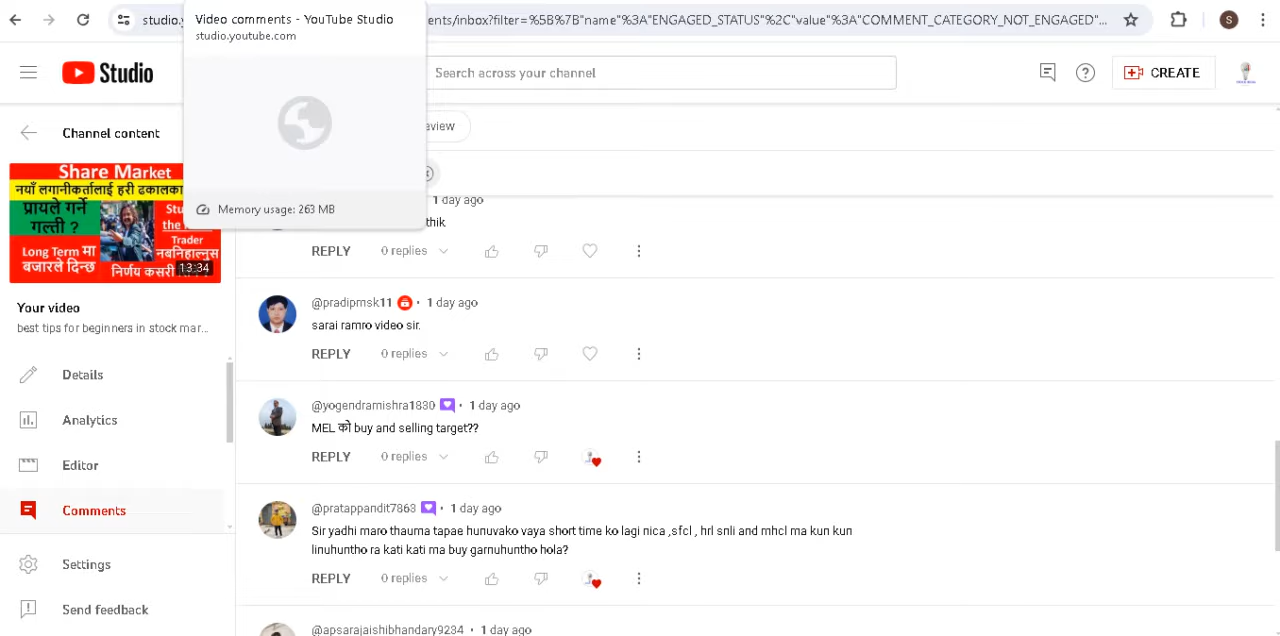 studio.
Video comments - YouTube Studio
studio.youtube.com
ents/inbox?filter=%5B%7B"name"%3A"ENGAGED_STATUS"%2C"value"%3A"COMMENT_CATEGORY_NOT_ENGAGED"...
S
Studio
Search across your channel
CREATE
Channel content
eview
Memory usage: 263 MB
Share Market
नयाँ लगानीकर्तालाई हरी ढकालका
प्रायले गर्ने
गल्ती ?
Stu
the
Trader
Long Term मा
बजारले दिन्छ
नबनिहाल्नुस
निर्णय कसरी
13:34
Your video
best tips for beginners in stock mar...
Details
Analytics
Editor
Comments
Settings
Send feedback
1 day ago
thik
REPLY 0 replies
@pradipmsk11 • 1 day ago
sarai ramro video sir.
REPLY 0 replies
@yogendramishra1830 • 1 day ago
MEL को buy and selling target??
REPLY 0 replies
@pratappandit7863 • 1 day ago
Sir yadhi maro thauma tapae hunuvako vaya short time ko lagi nica ,sfcl , hrl snli and mhcl ma kun kun
linuhuntho ra kati kati ma buy garnuhuntho hola?
REPLY 0 replies
@apsarajaishibhandary9234 • 1 day ago